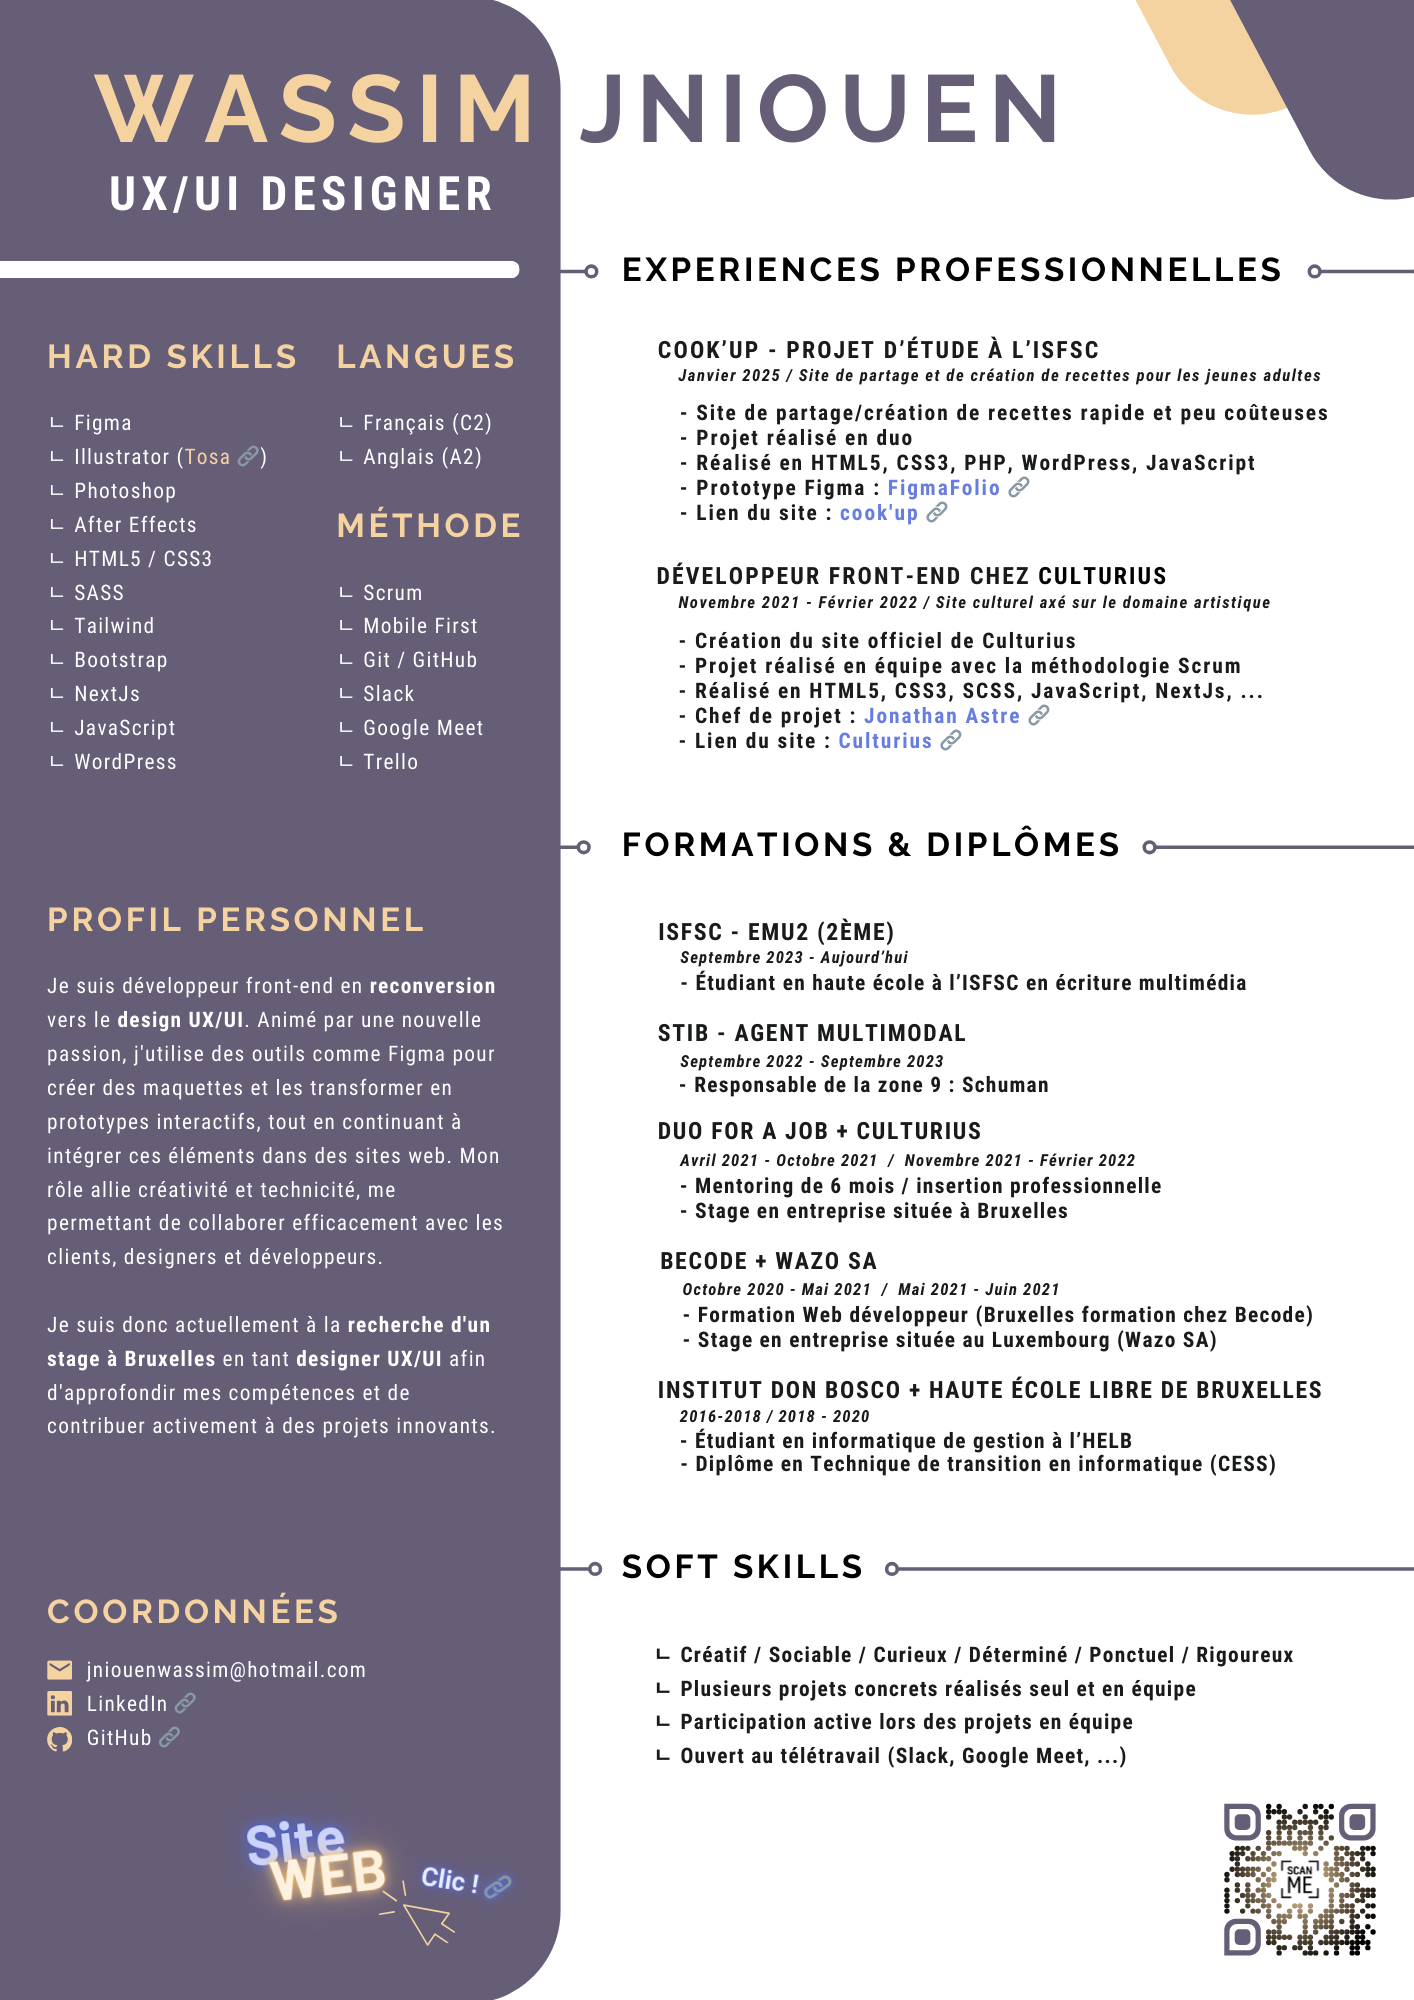 WASSIM JNIOUEN
UX/UI DESIGNER
HARD SKILLS
Figma
Illustrator (Tosa 🔗)
Photoshop
After Effects
HTML5 / CSS3
SASS
Tailwind
Bootstrap
NextJs
JavaScript
WordPress
LANGUES
Français (C2)
Anglais (A2)
MÉTHODE
Scrum
Mobile First
Git / GitHub
Slack
Google Meet
Trello
PROFIL PERSONNEL
Je suis développeur front-end en reconversion
vers le design UX/UI. Animé par une nouvelle
passion, j'utilise des outils comme Figma pour
créer des maquettes et les transformer en
prototypes interactifs, tout en continuant à
intégrer ces éléments dans des sites web. Mon
rôle allie créativité et technicité, me
permettant de collaborer efficacement avec les
clients, designers et développeurs.
Je suis donc actuellement à la recherche d'un
stage à Bruxelles en tant designer UX/UI afin
d'approfondir mes compétences et de
contribuer activement à des projets innovants.
COORDONNÉES
jniouenwassim@hotmail.com
LinkedIn 🔗
GitHub 🔗
Site
WEB
Clic ! 🔗
EXPERIENCES PROFESSIONNELLES
COOK’UP - PROJET D’ÉTUDE À L’ISFSC
Janvier 2025 / Site de partage et de création de recettes pour les jeunes adultes
- Site de partage/création de recettes rapide et peu coûteuses
- Projet réalisé en duo
- Réalisé en HTML5, CSS3, PHP, WordPress, JavaScript
- Prototype Figma : FigmaFolio 🔗
- Lien du site : cook'up 🔗
DÉVELOPPEUR FRONT-END CHEZ CULTURIUS
Novembre 2021 - Février 2022 / Site culturel axé sur le domaine artistique
- Création du site officiel de Culturius
- Projet réalisé en équipe avec la méthodologie Scrum
- Réalisé en HTML5, CSS3, SCSS, JavaScript, NextJs, ...
- Chef de projet : Jonathan Astre 🔗
- Lien du site : Culturius 🔗
FORMATIONS & DIPLÔMES
ISFSC - EMU2 (2ÈME)
Septembre 2023 - Aujourd’hui
- Étudiant en haute école à l’ISFSC en écriture multimédia
STIB - AGENT MULTIMODAL
Septembre 2022 - Septembre 2023
- Responsable de la zone 9 : Schuman
DUO FOR A JOB + CULTURIUS
Avril 2021 - Octobre 2021 / Novembre 2021 - Février 2022
- Mentoring de 6 mois / insertion professionnelle
- Stage en entreprise située à Bruxelles
BECODE + WAZO SA
Octobre 2020 - Mai 2021 / Mai 2021 - Juin 2021
- Formation Web développeur (Bruxelles formation chez Becode)
- Stage en entreprise située au Luxembourg (Wazo SA)
INSTITUT DON BOSCO + HAUTE ÉCOLE LIBRE DE BRUXELLES
2016-2018 / 2018 - 2020
- Étudiant en informatique de gestion à l’HELB
- Diplôme en Technique de transition en informatique (CESS)
SOFT SKILLS
Créatif / Sociable / Curieux / Déterminé / Ponctuel / Rigoureux
Plusieurs projets concrets réalisés seul et en équipe
Participation active lors des projets en équipe
Ouvert au télétravail (Slack, Google Meet, ...)
SCAN
ME